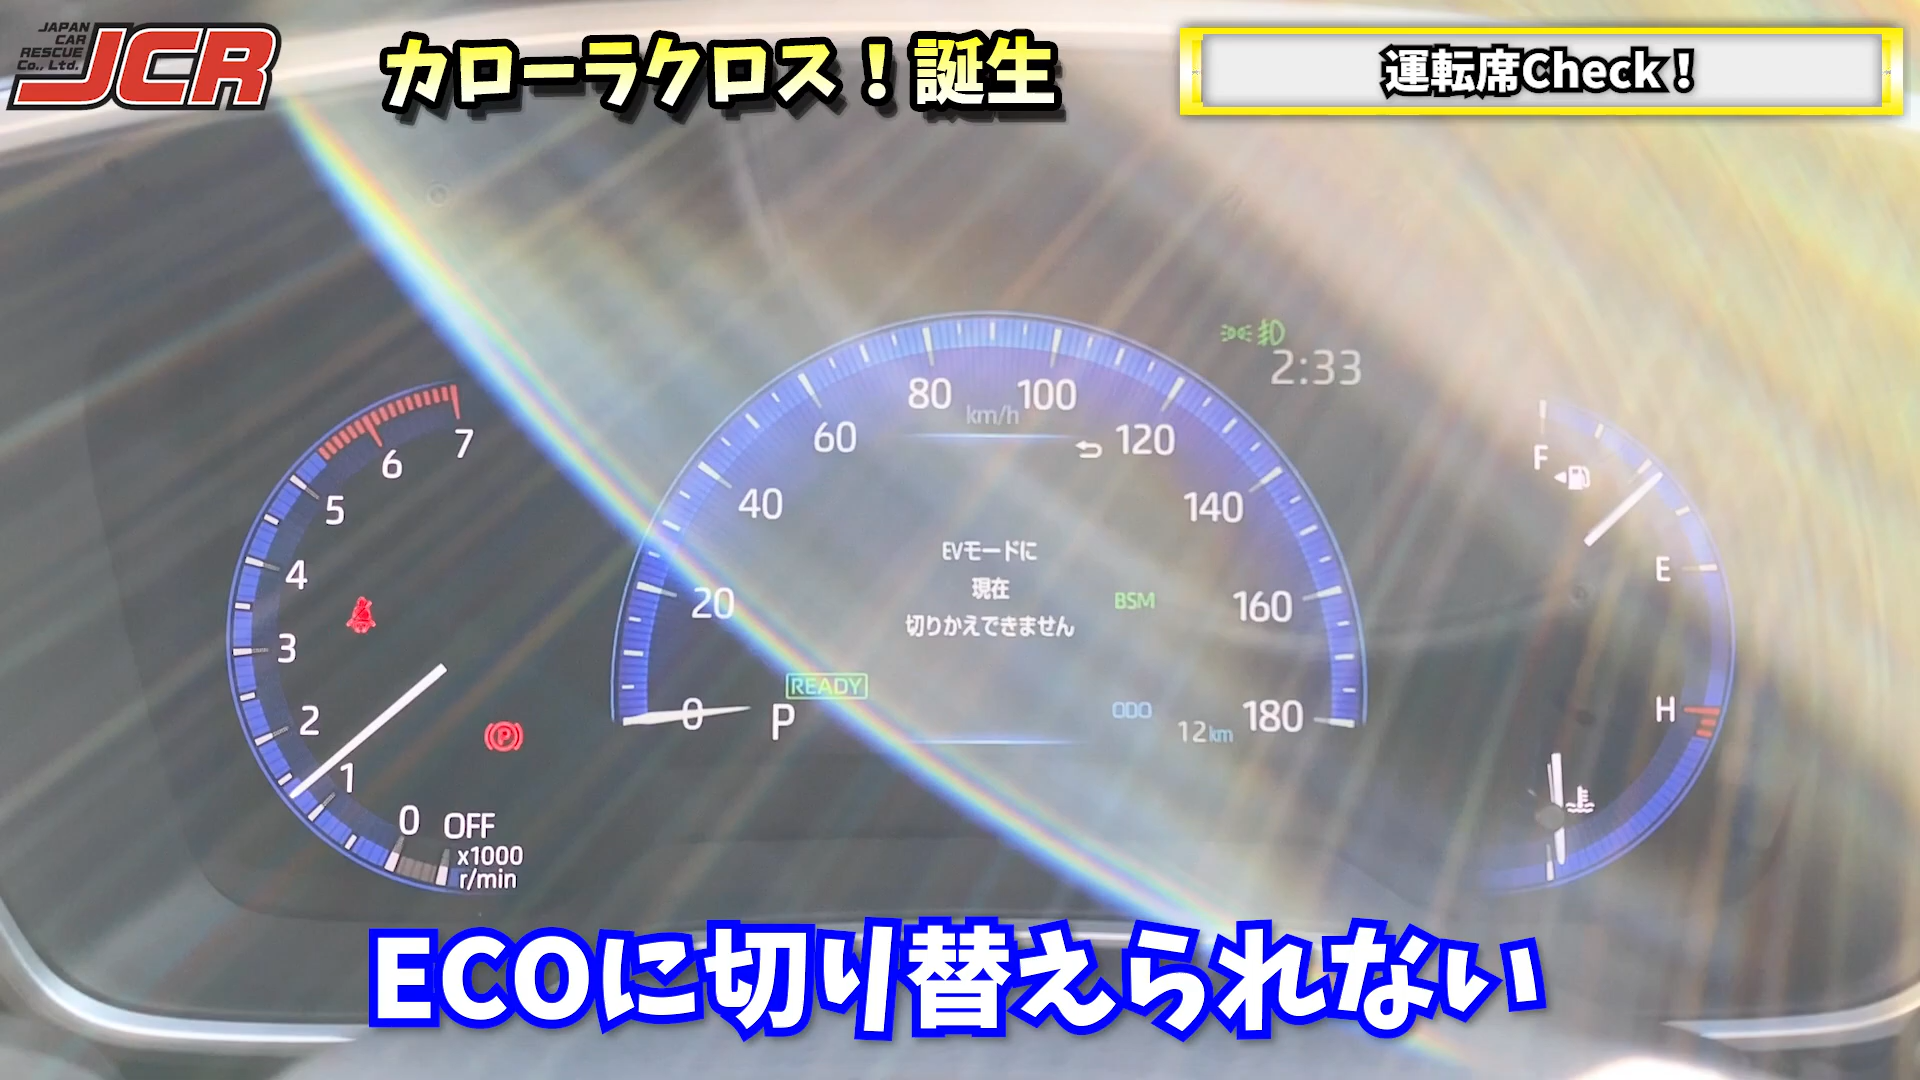 JAPAN
CAR
RESCUE
Co., Ltd.
JCR
カローラクロス！誕生
運転席Check！
2:33
80
100
km/h
60
120
40
140
20
160
0
180
7
6
5
4
3
2
1
0
OFF
x1000
r/min
EVモードに
現在
切りかえできません
BSM
READY
P
ODO
12km
F
E
H
ECOに切り替えられない